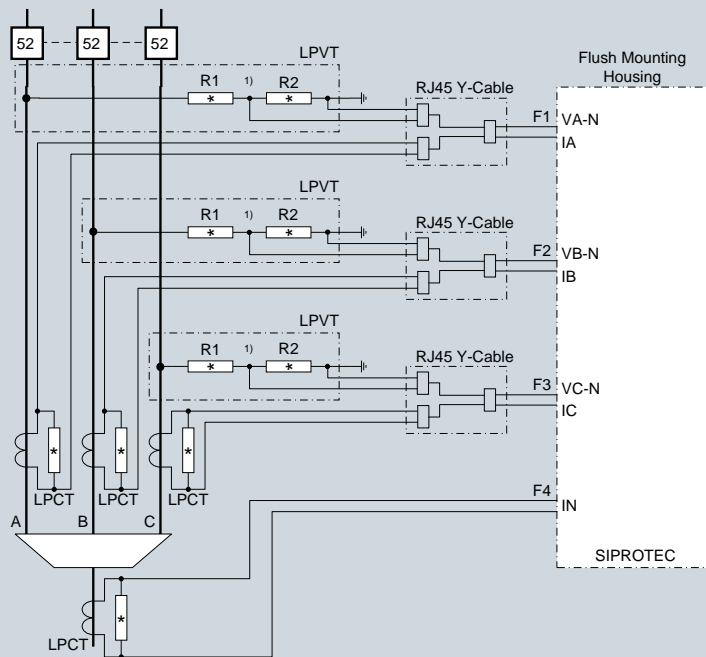 52 52 52
LPVT
R1 1) R2
* *
RJ45 Y-Cable
Flush Mounting
Housing
F1 VA-N
IA
LPVT
R1 1) R2
* *
RJ45 Y-Cable
F2 VB-N
IB
LPVT
R1 1) R2
* *
RJ45 Y-Cable
F3 VC-N
IC
* * *
LPCT LPCT LPCT
F4
IN
A B C
SIPROTEC
*
LPCT